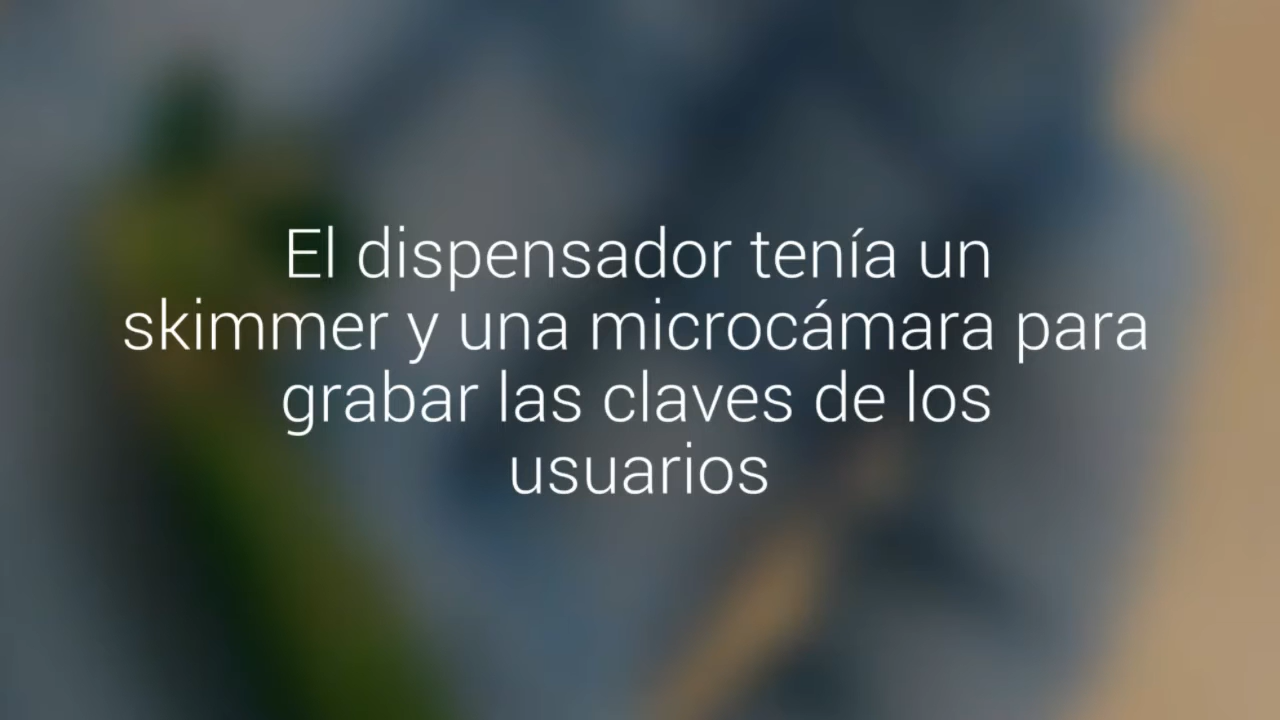 El dispensador tenía un
skimmer y una microcámara para
grabar las claves de los
usuarios